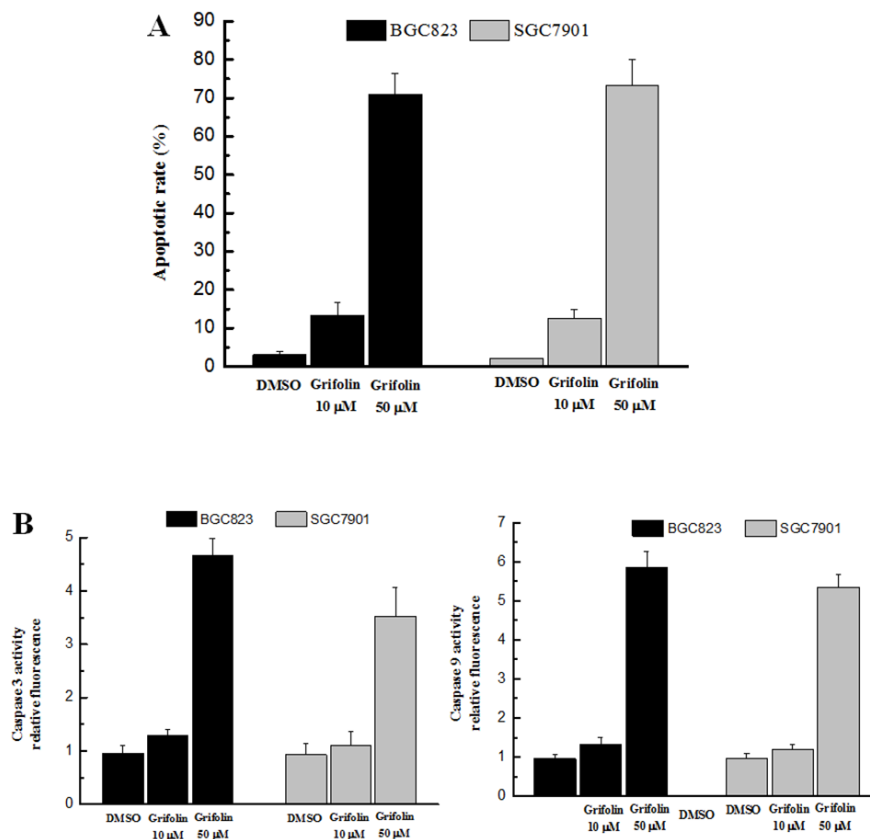 A
BGC823 SGC7901
90
80
70
60
50
40
30
20
10
0
Apoptotic rate (%)
DMSO Grifolin Grifolin DMSO Grifolin Grifolin
10 μM 50 μM 10 μM 50 μM
B
BGC823 SGC7901
5
4
3
2
1
0
Caspase 3 activity
relative fluorescence
DMSO Grifolin Grifolin DMSO Grifolin Grifolin
10 μM 50 μM 10 μM 50 μM
BGC823 SGC7901
7
6
5
4
3
2
1
0
Caspase 9 activity
relative fluorescence
Grifolin Grifolin DMSO DMSO Grifolin Grifolin
10 μM 50 μM 10 μM 50 μM